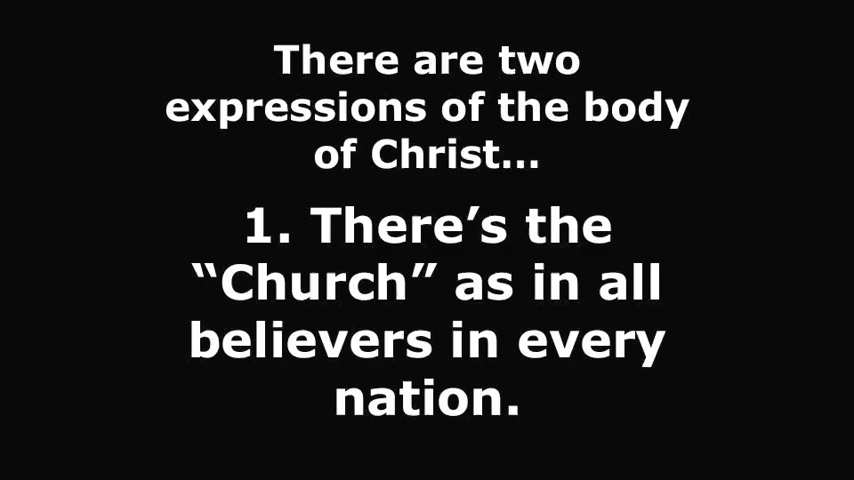 There are two
expressions of the body
of Christ...
1. There’s the
“Church” as in all
believers in every
nation.